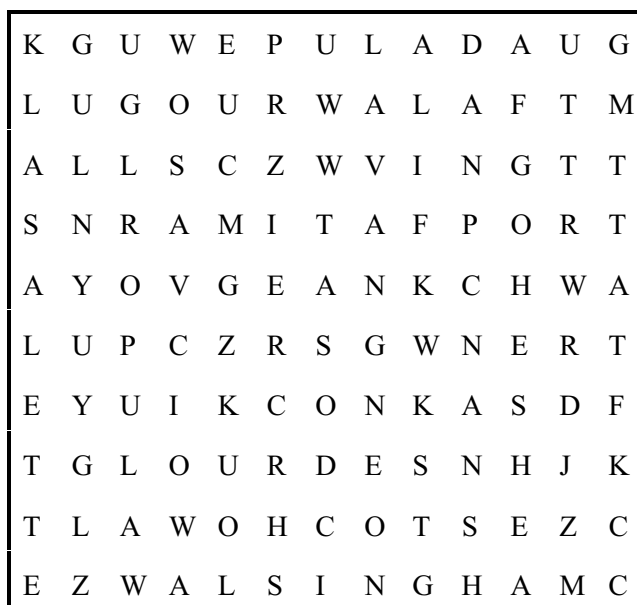 K G U W E P U L A D A U G
L U G O U R W A L A F T M
A L L S C Z W V I N G T T
S N R A M I T A F P O R T
A Y O V G E A N K C H W A
L U P C Z R S G W N E R T
E Y U I K C O N K A S D F
T G L O U R D E S N H J K
T L A W O H C O T S E Z C
E Z W A L S I N G H A M C